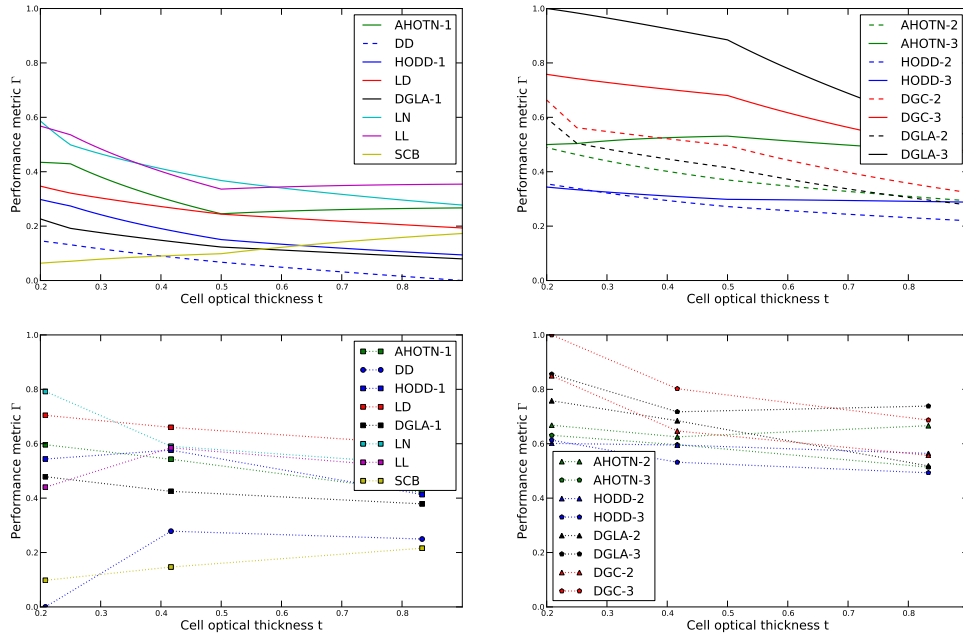 1.0
0.8
0.6
0.4
0.2
0.0
Performance metric Γ
0.2 0.3 0.4 0.5 0.6 0.7 0.8
Cell optical thickness t
AHOTN-1
DD
HODD-1
LD
DGLA-1
LN
LL
SCB
1.0
0.8
0.6
0.4
0.2
0.0
Performance metric Γ
0.2 0.3 0.4 0.5 0.6 0.7 0.8
Cell optical thickness t
AHOTN-2
AHOTN-3
HODD-2
HODD-3
DGC-2
DGC-3
DGLA-2
DGLA-3
1.0
0.8
0.6
0.4
0.2
0.0
Performance metric Γ
0.2 0.3 0.4 0.5 0.6 0.7 0.8
Cell optical thickness t
AHOTN-1
DD
HODD-1
LD
DGLA-1
LN
LL
SCB
1.0
0.8
0.6
0.4
0.2
0.0
Performance metric Γ
0.2 0.3 0.4 0.5 0.6 0.7 0.8
Cell optical thickness t
AHOTN-2
AHOTN-3
HODD-2
HODD-3
DGLA-2
DGLA-3
DGC-2
DGC-3